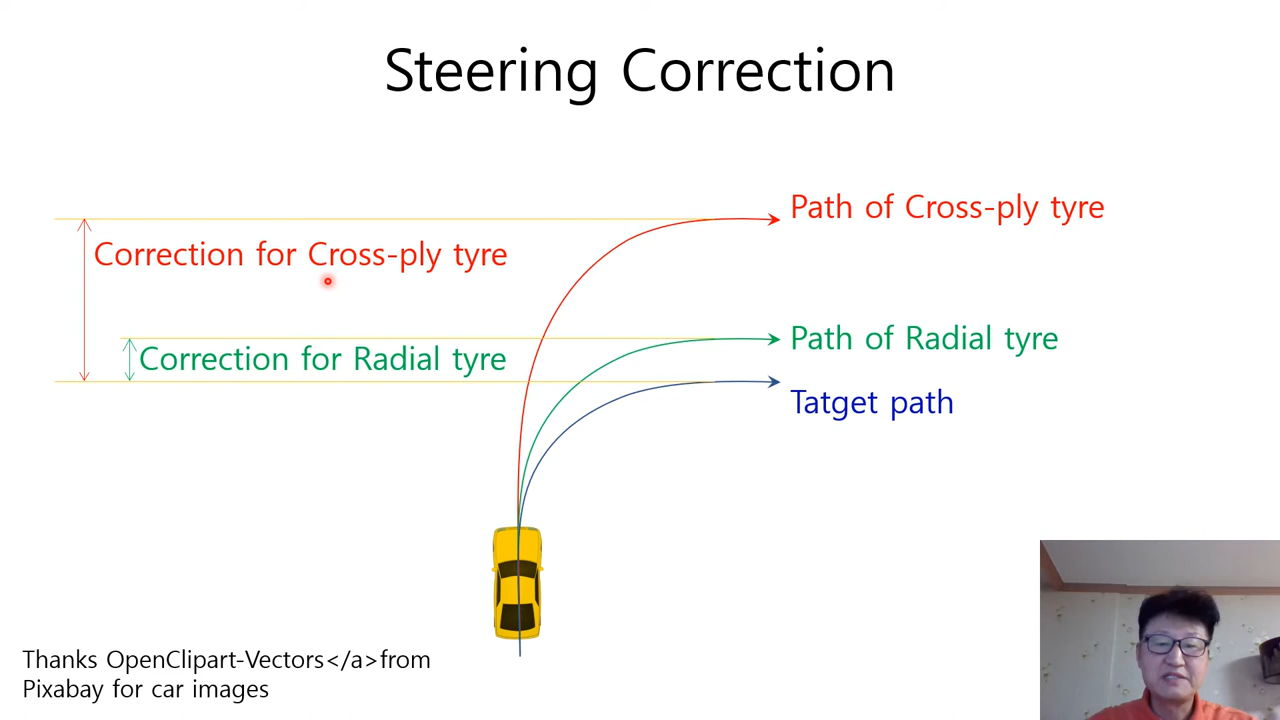 Steering Correction
Path of Cross-ply tyre
Correction for Cross-ply tyre
Path of Radial tyre
Correction for Radial tyre
Tatget path
Thanks OpenClipart-Vectors</a>from
Pixabay for car images